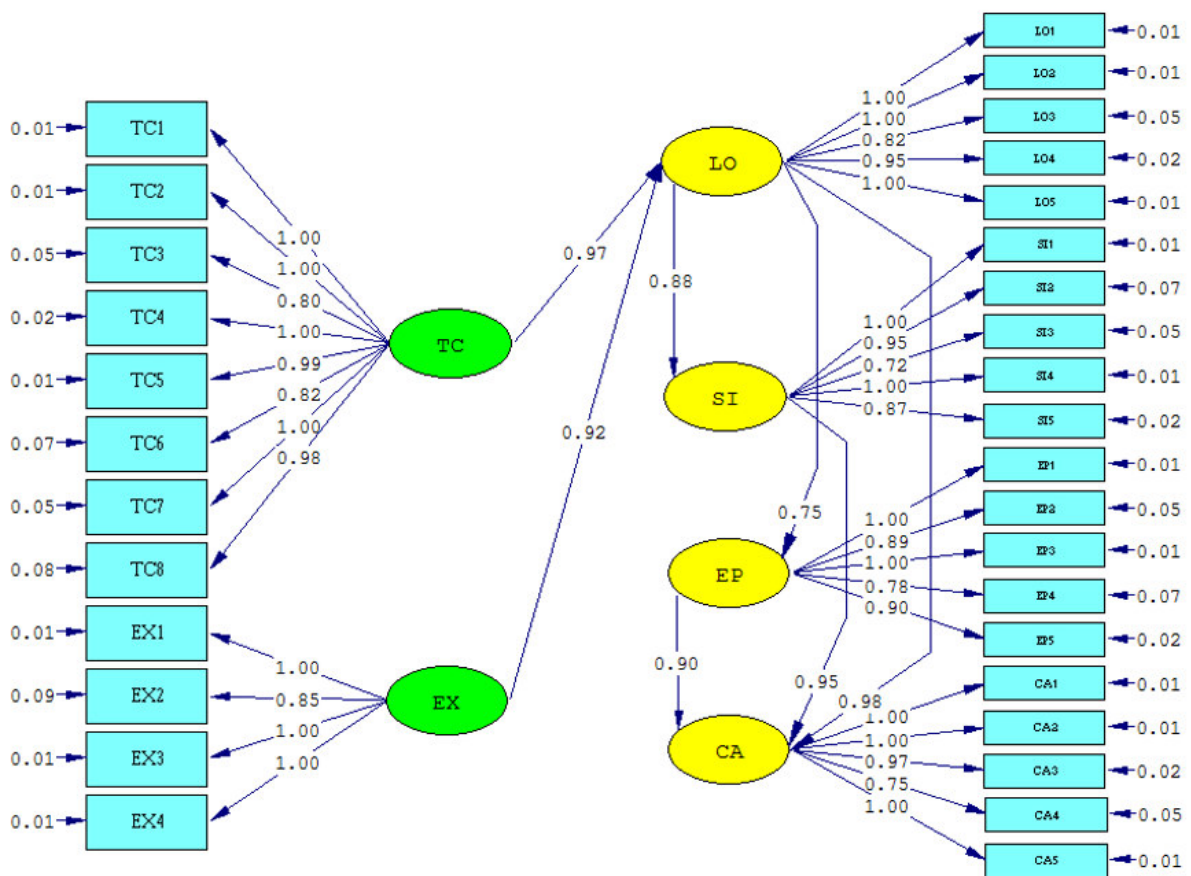 0.01 TC1
0.01 TC2
0.05 TC3
0.02 TC4
0.01 TC5
0.07 TC6
0.05 TC7
0.08 TC8
0.01 EX1
0.09 EX2
0.01 EX3
0.01 EX4
1.00
1.00
0.80
1.00
0.99
0.82
1.00
0.98
TC
1.00
0.85
1.00
1.00
EX
0.97
0.92
LO
0.88
SI
0.75
EP
0.90
CA
0.95
0.98
1.00
1.00
0.82
0.95
1.00
1.00
0.95
0.72
1.00
0.87
1.00
0.89
1.00
0.78
0.90
1.00
1.00
0.97
0.75
1.00
LO1 0.01
LO2 0.01
LO3 0.05
LO4 0.02
LO5 0.01
SI1 0.01
SI2 0.07
SI3 0.05
SI4 0.01
SI5 0.02
EP1 0.01
EP2 0.05
EP3 0.01
EP4 0.07
EP5 0.02
CA1 0.01
CA2 0.01
CA3 0.02
CA4 0.05
CA5 0.01